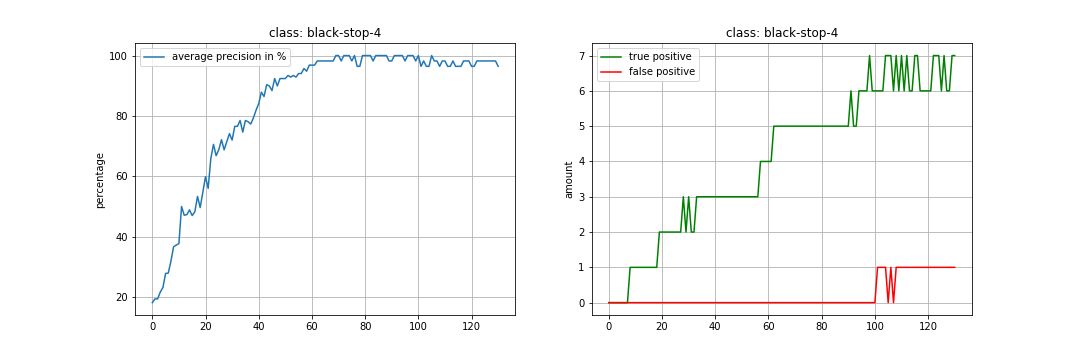 class: black-stop-4
average precision in %
percentage
100
80
60
40
20
0 20 40 60 80 100 120
class: black-stop-4
true positive
false positive
amount
7
6
5
4
3
2
1
0
0 20 40 60 80 100 120